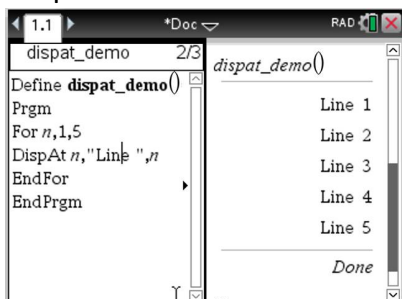 1.1
*Doc
RAD
dispat_demo 2/3
Define dispat_demo()
Prgm
For n,1,5
DispAt n,"Line ",n
EndFor
EndPrgm
dispat_demo()
Line 1
Line 2
Line 3
Line 4
Line 5
Done